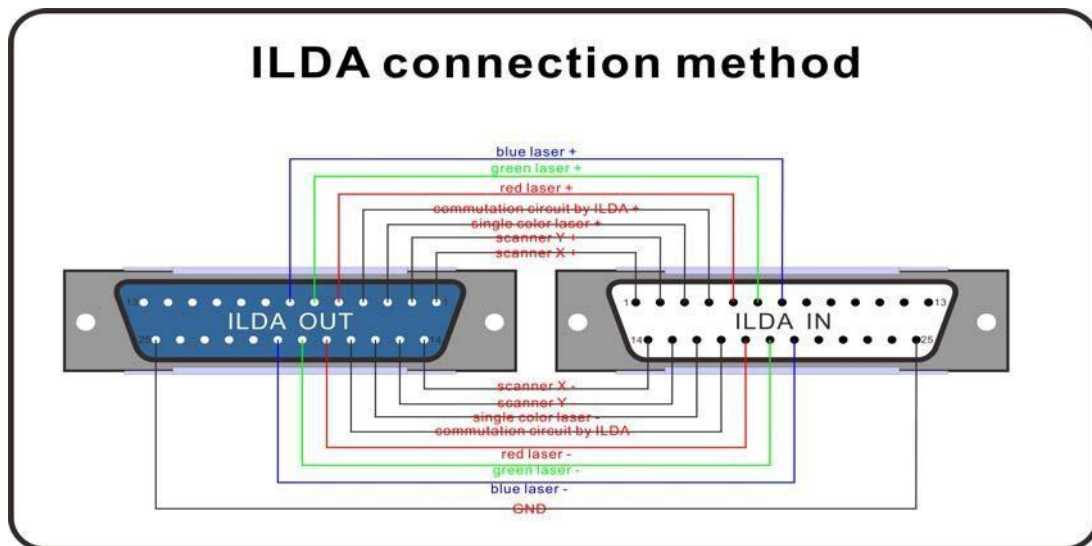 ILDA connection method
blue laser +
green laser +
red laser +
commutation circuit by ILDA +
single color laser +
scanner Y +
scanner X +
13 1
ILDA OUT
25 14
1 13
ILDA IN
14 25
scanner X -
scanner Y -
single color laser -
commutation circuit by ILDA
red laser -
green laser -
blue laser -
GND